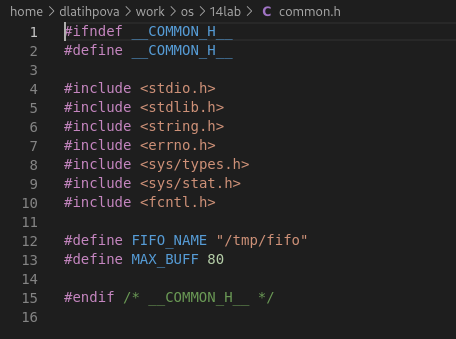 home > dlatihpova > work > os > 14lab > C common.h
1 #ifndef __COMMON_H__
2 #define __COMMON_H__
3
4 #include <stdio.h>
5 #include <stdlib.h>
6 #include <string.h>
7 #include <errno.h>
8 #include <sys/types.h>
9 #include <sys/stat.h>
10 #include <fcntl.h>
11
12 #define FIFO_NAME "/tmp/fifo"
13 #define MAX_BUFF 80
14
15 #endif /* __COMMON_H__ */
16